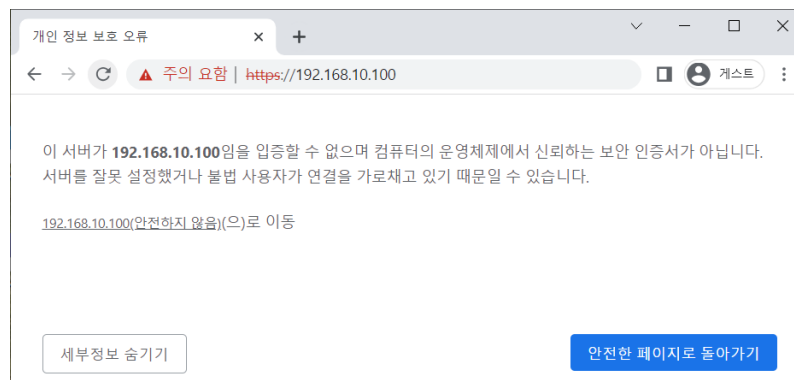 개인 정보 보호 오류
주의 요함 | https://192.168.10.100
게스트
이 서버가 192.168.10.100임을 입증할 수 없으며 컴퓨터의 운영체제에서 신뢰하는 보안 인증서가 아닙니다.
서버를 잘못 설정했거나 불법 사용자가 연결을 가로채고 있기 때문일 수 있습니다.
192.168.10.100(안전하지 않음)(으)로 이동
세부정보 숨기기
안전한 페이지로 돌아가기